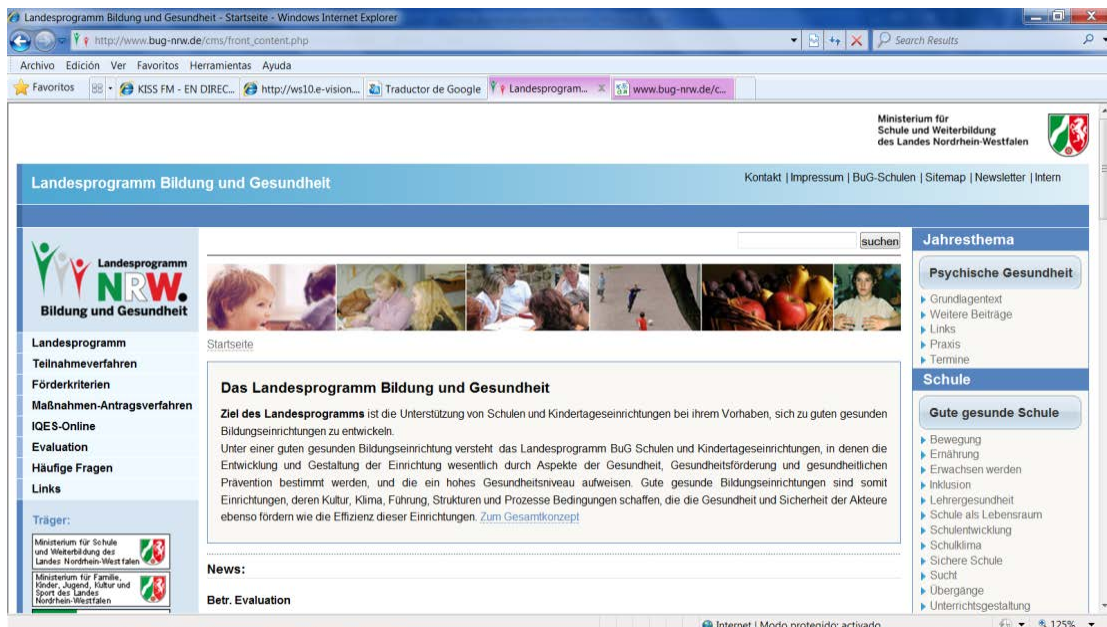 Landesprogramm Bildung und Gesundheit - Startseite - Windows Internet Explorer
http://www.bug-nrw.de/cms/front_content.php
Search Results
Archivo Edición Ver Favoritos Herramientas Ayuda
Favoritos
KISS FM - EN DIREC...
http://ws10.e-vision....
Traductor de Google
Landesprogram...
www.bug-nrw.de/c...
Ministerium für
Schule und Weiterbildung
des Landes Nordrhein-Westfalen
Landesprogramm Bildung und Gesundheit
Kontakt | Impressum | BuG-Schulen | Sitemap | Newsletter | Intern
Landesprogramm
NRW.
Bildung und Gesundheit
Landesprogramm
Teilnahmeverfahren
Förderkriterien
Maßnahmen-Antragsverfahren
IQES-Online
Evaluation
Häufige Fragen
Links
Träger:
Ministerium für Schule
und Weiterbildung des
Landes Nordrhein-Westfalen
Ministerium für Familie,
Kinder, Jugend, Kultur und
Sport des Landes
Nordrhein-Westfalen
suchen
Startseite
Das Landesprogramm Bildung und Gesundheit
Ziel des Landesprogramms ist die Unterstützung von Schulen und Kindertageseinrichtungen bei ihrem Vorhaben, sich zu guten gesunden
Bildungseinrichtungen zu entwickeln.
Unter einer guten gesunden Bildungseinrichtung versteht das Landesprogramm BuG Schulen und Kindertageseinrichtungen, in denen die
Entwicklung und Gestaltung der Einrichtung wesentlich durch Aspekte der Gesundheit, Gesundheitsförderung und gesundheitlichen
Prävention bestimmt werden, und die ein hohes Gesundheitsniveau aufweisen. Gute gesunde Bildungseinrichtungen sind somit
Einrichtungen, deren Kultur, Klima, Führung, Strukturen und Prozesse Bedingungen schaffen, die die Gesundheit und Sicherheit der Akteure
ebenso fördern wie die Effizienz dieser Einrichtungen. Zum Gesamtkonzept
News:
Betr. Evaluation
Jahresthema
Psychische Gesundheit
Grundlagentext
Weitere Beiträge
Links
Praxis
Termine
Schule
Gute gesunde Schule
Bewegung
Ernährung
Erwachsen werden
Inklusion
Lehrergesundheit
Schule als Lebensraum
Schulentwicklung
Schulklima
Sichere Schule
Sucht
Übergänge
Unterrichtsgestaltung
Internet | Modo protegido: activado
125%